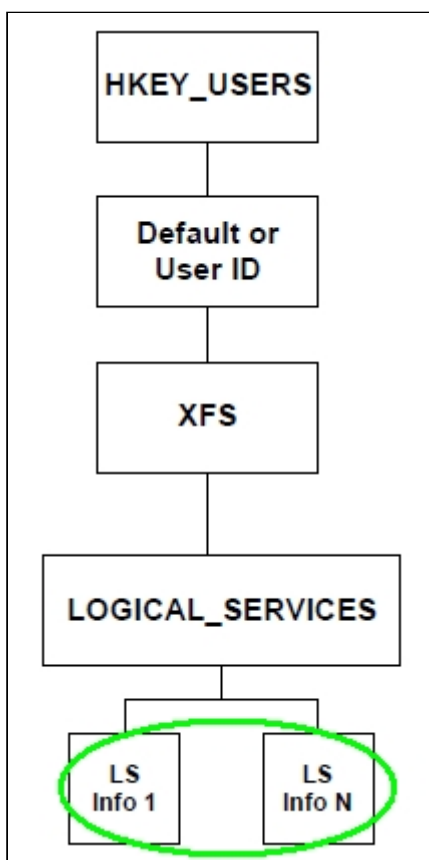 HKEY_USERS
Default or
User ID
XFS
LOGICAL_SERVICES
LS
Info 1
LS
Info N